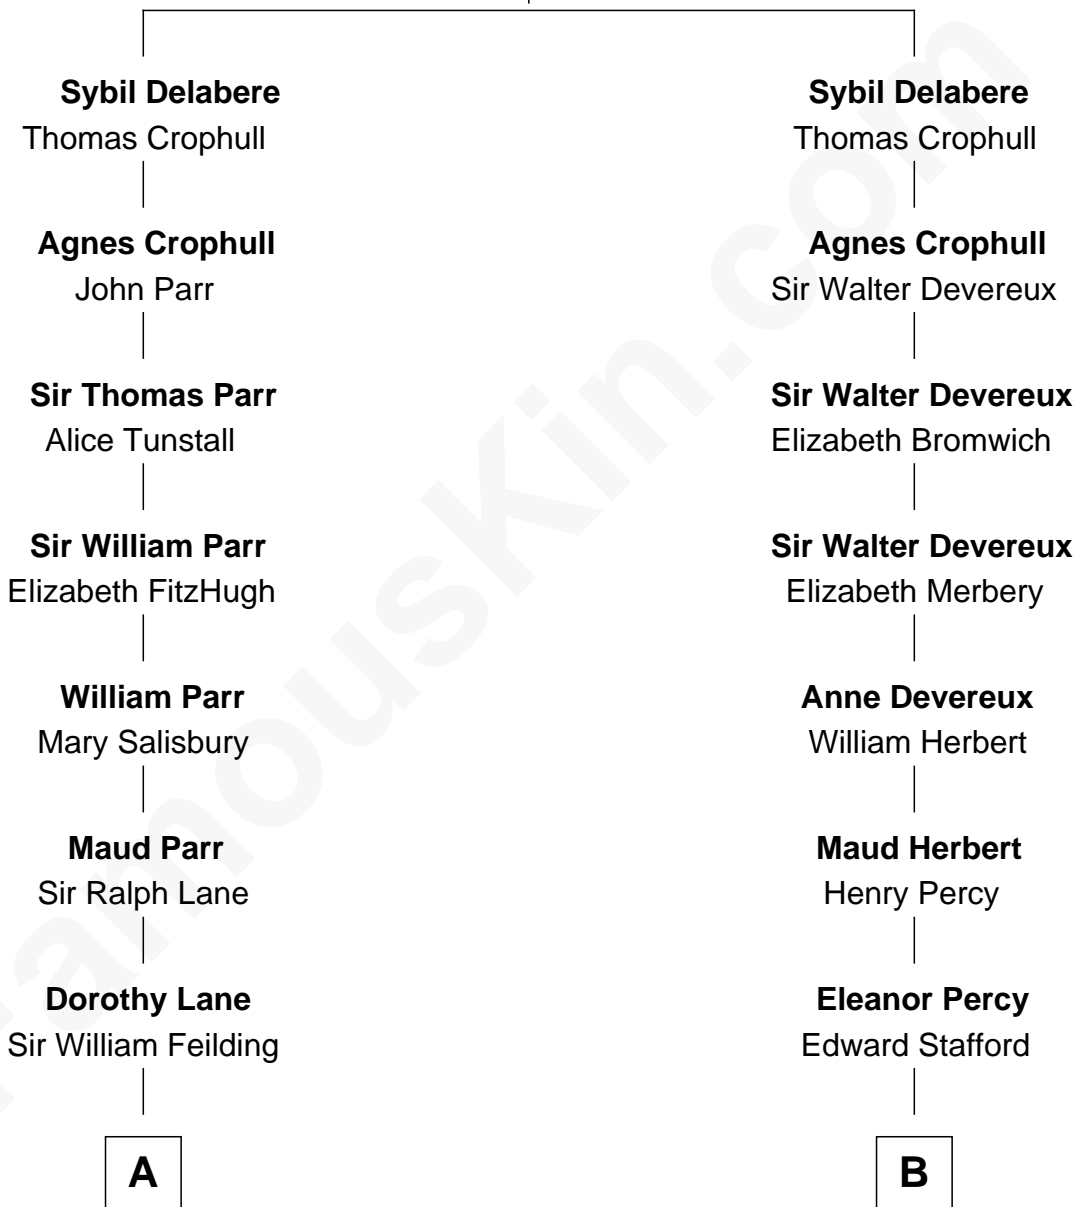 Sybil Delabere
Thomas Crophull
Agnes Crophull
John Parr
Sir Thomas Parr
Alice Tunstall
Sir William Parr
Elizabeth FitzHugh
William Parr
Mary Salisbury
Maud Parr
Sir Ralph Lane
Dorothy Lane
Sir William Feilding
A
Sybil Delabere
Thomas Crophull
Agnes Crophull
Sir Walter Devereux
Sir Walter Devereux
Elizabeth Bromwich
Sir Walter Devereux
Elizabeth Merbery
Anne Devereux
William Herbert
Maud Herbert
Henry Percy
Eleanor Percy
Edward Stafford
B
FamousKin.com